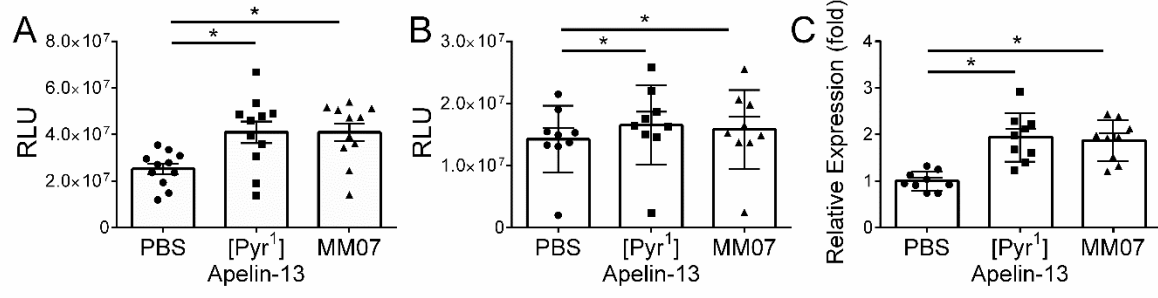 A
RLU
8.0×10⁷
6.0×10⁷
4.0×10⁷
2.0×10⁷
0
*
*
PBS [Pyr¹] MM07
Apelin-13
B
RLU
3.0×10⁷
2.0×10⁷
1.0×10⁷
0
*
*
PBS [Pyr¹] MM07
Apelin-13
C
Relative Expression (fold)
4
3
2
1
0
*
*
PBS [Pyr¹] MM07
Apelin-13